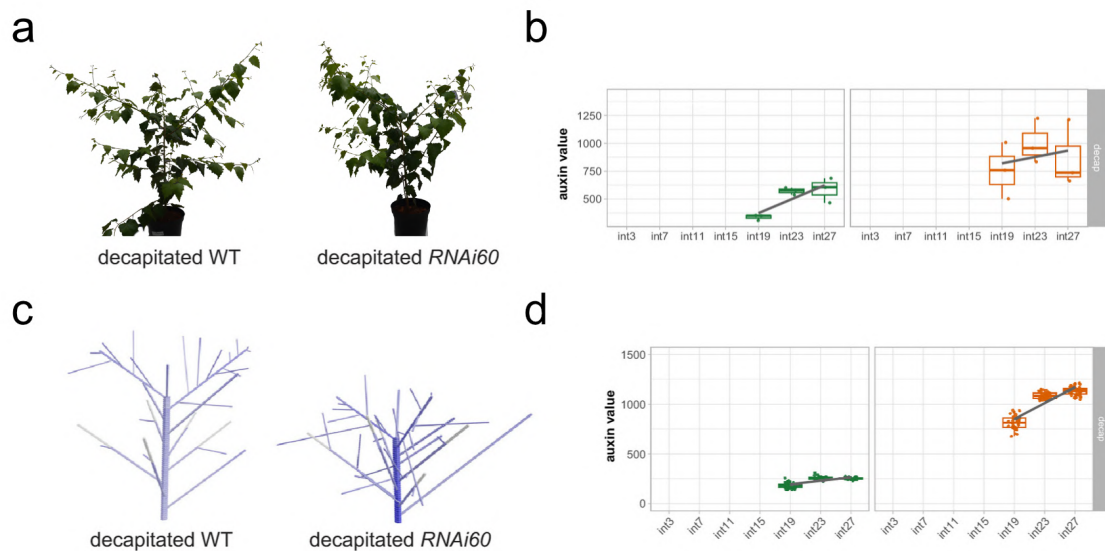 a
decapitated WT
decapitated RNAi60
b
auxin value
1250
1000
750
500
int3 int7 int11 int15 int19 int23 int27
int3 int7 int11 int15 int19 int23 int27
decap
c
decapitated WT
decapitated RNAi60
d
auxin value
1500
1000
500
0
int3 int7 int11 int15 int19 int23 int27
int3 int7 int11 int15 int19 int23 int27
decap